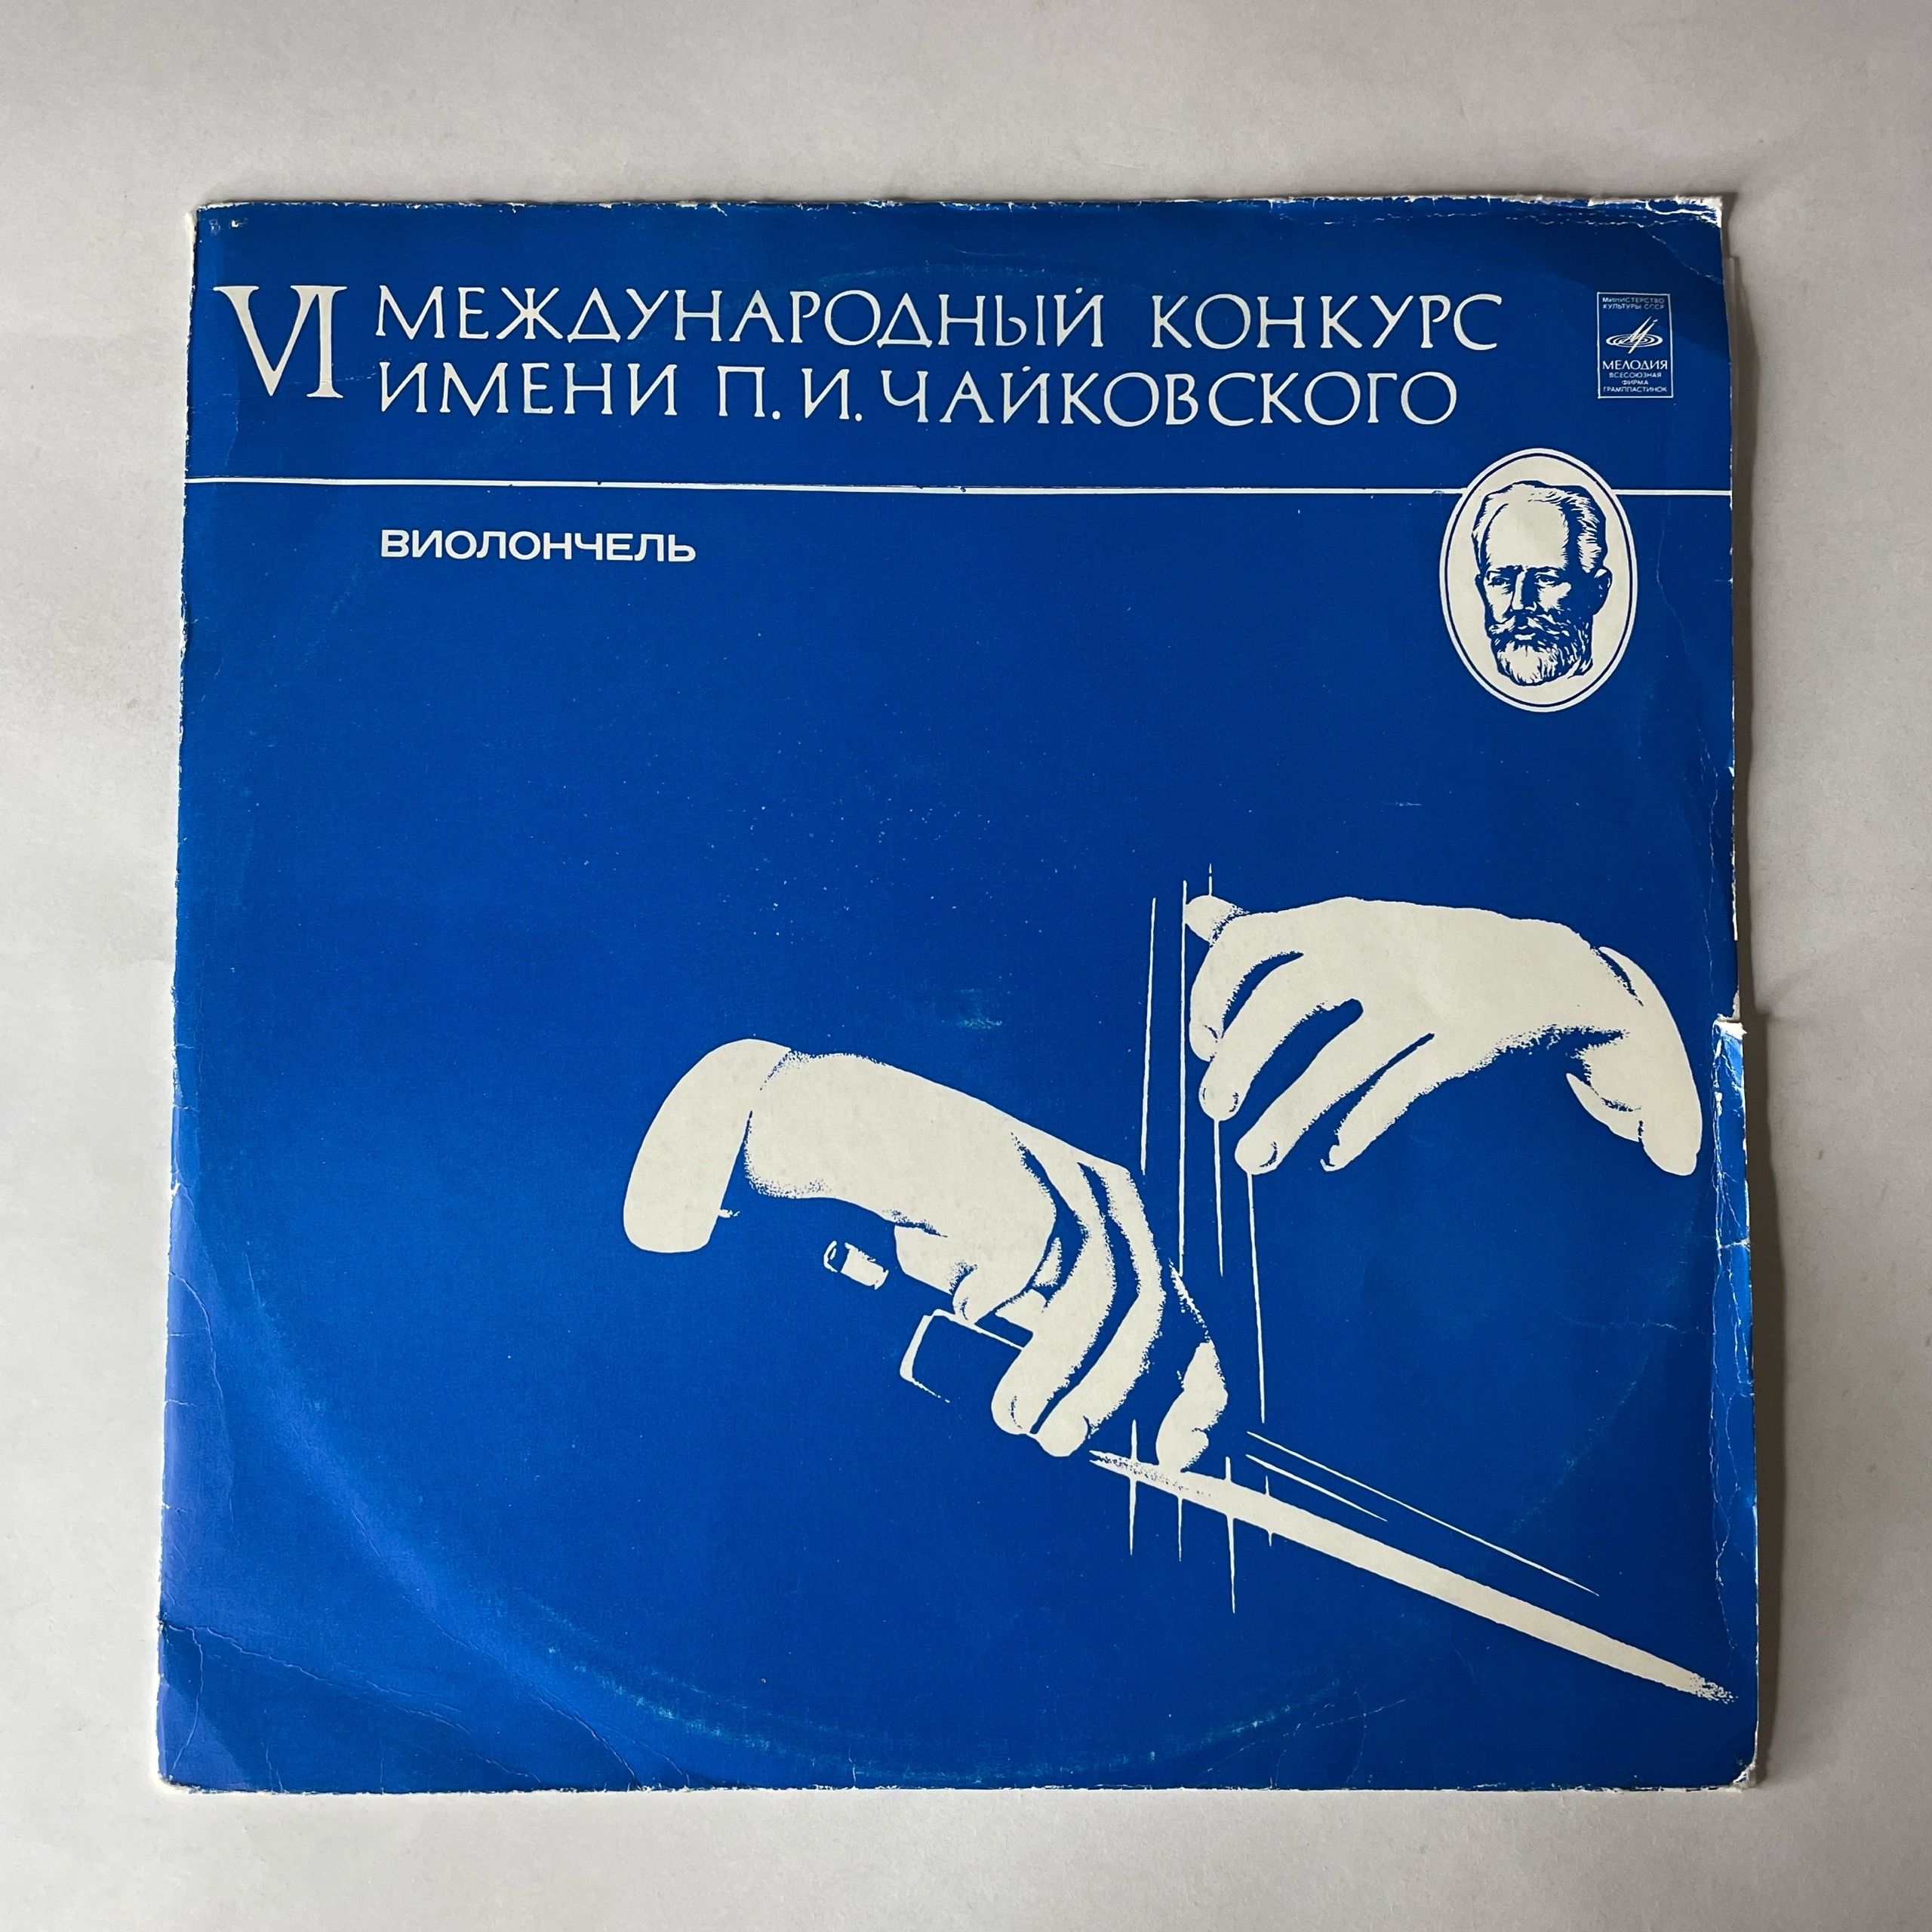 VI МЕЖДУНАРОДНЫЙ КОНКУРС
ИМЕНИ П. И. ЧАЙКОВСКОГО
МИНИСТЕРСТВО
КУЛЬТУРЫ СССР
МЕЛОДИЯ
ВСЕСОЮЗНАЯ
ФИРМА
ГРАМПЛАСТИНОК
ВИОЛОНЧЕЛЬ